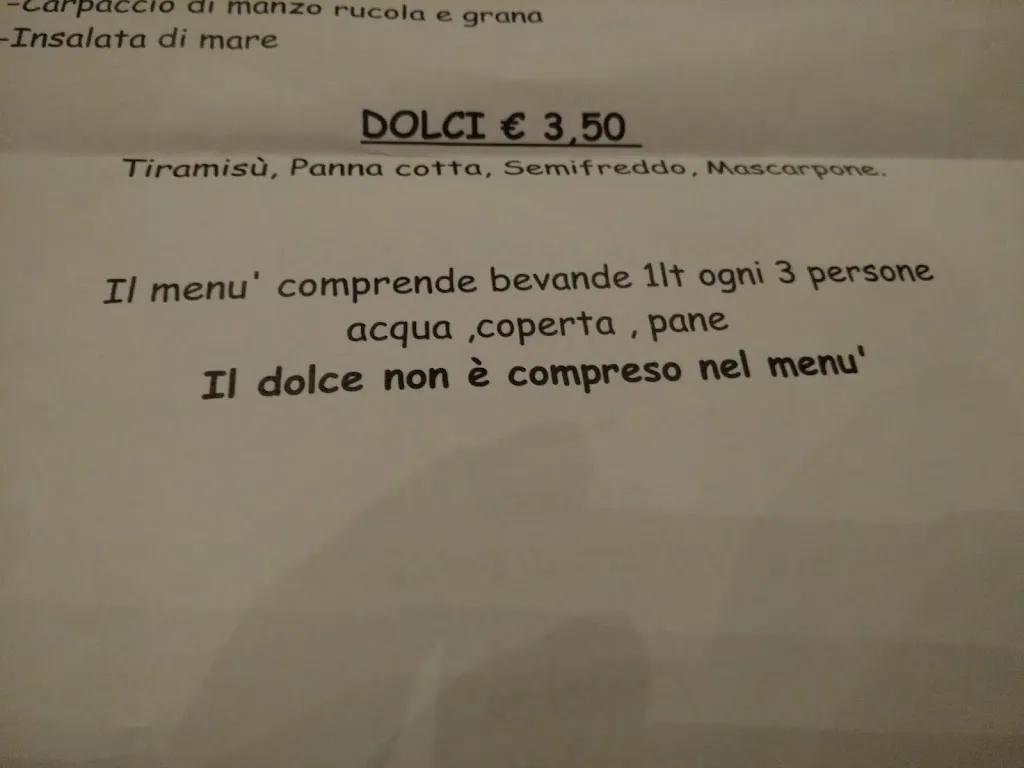 -Carpaccio di manzo rucola e grana
-Insalata di mare
DOLCI € 3,50
Tiramisù, Panna cotta, Semifreddo, Mascarpone.
Il menu' comprende bevande 1lt ogni 3 persone
acqua ,coperta , pane
Il dolce non è compreso nel menu'